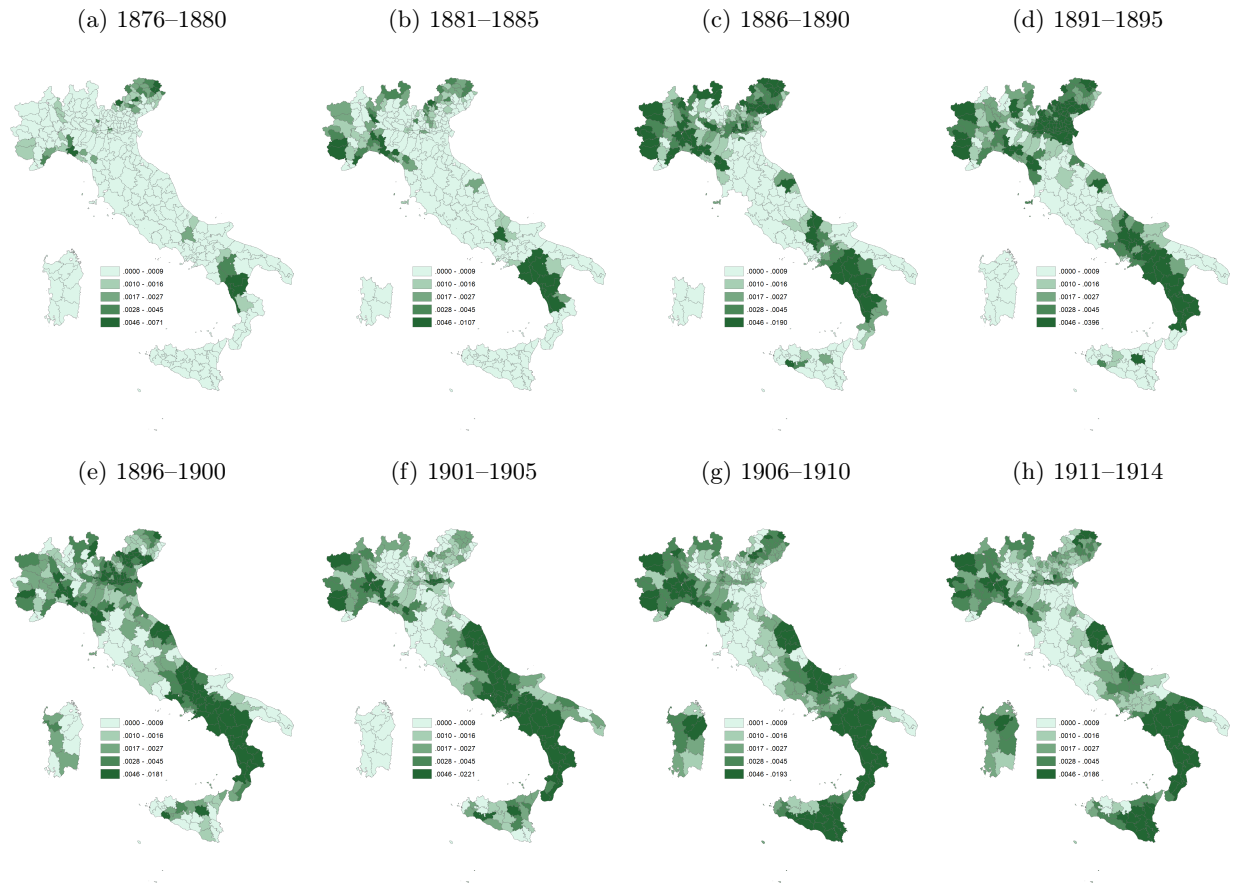 (a) 1876–1880
(b) 1881–1885
(c) 1886–1890
(d) 1891–1895
.0000 - .0009
.0010 - .0016
.0017 - .0027
.0028 - .0045
.0046 - .0071
.0000 - .0009
.0010 - .0016
.0017 - .0027
.0028 - .0045
.0046 - .0107
.0000 - .0009
.0010 - .0016
.0017 - .0027
.0028 - .0045
.0046 - .0190
.0000 - .0009
.0010 - .0016
.0017 - .0027
.0028 - .0045
.0046 - .0396
(e) 1896–1900
(f) 1901–1905
(g) 1906–1910
(h) 1911–1914
.0000 - .0009
.0010 - .0016
.0017 - .0027
.0028 - .0045
.0046 - .0181
.0000 - .0009
.0010 - .0016
.0017 - .0027
.0028 - .0045
.0046 - .0221
.0001 - .0009
.0010 - .0016
.0017 - .0027
.0028 - .0045
.0046 - .0193
.0000 - .0009
.0010 - .0016
.0017 - .0027
.0028 - .0045
.0046 - .0186